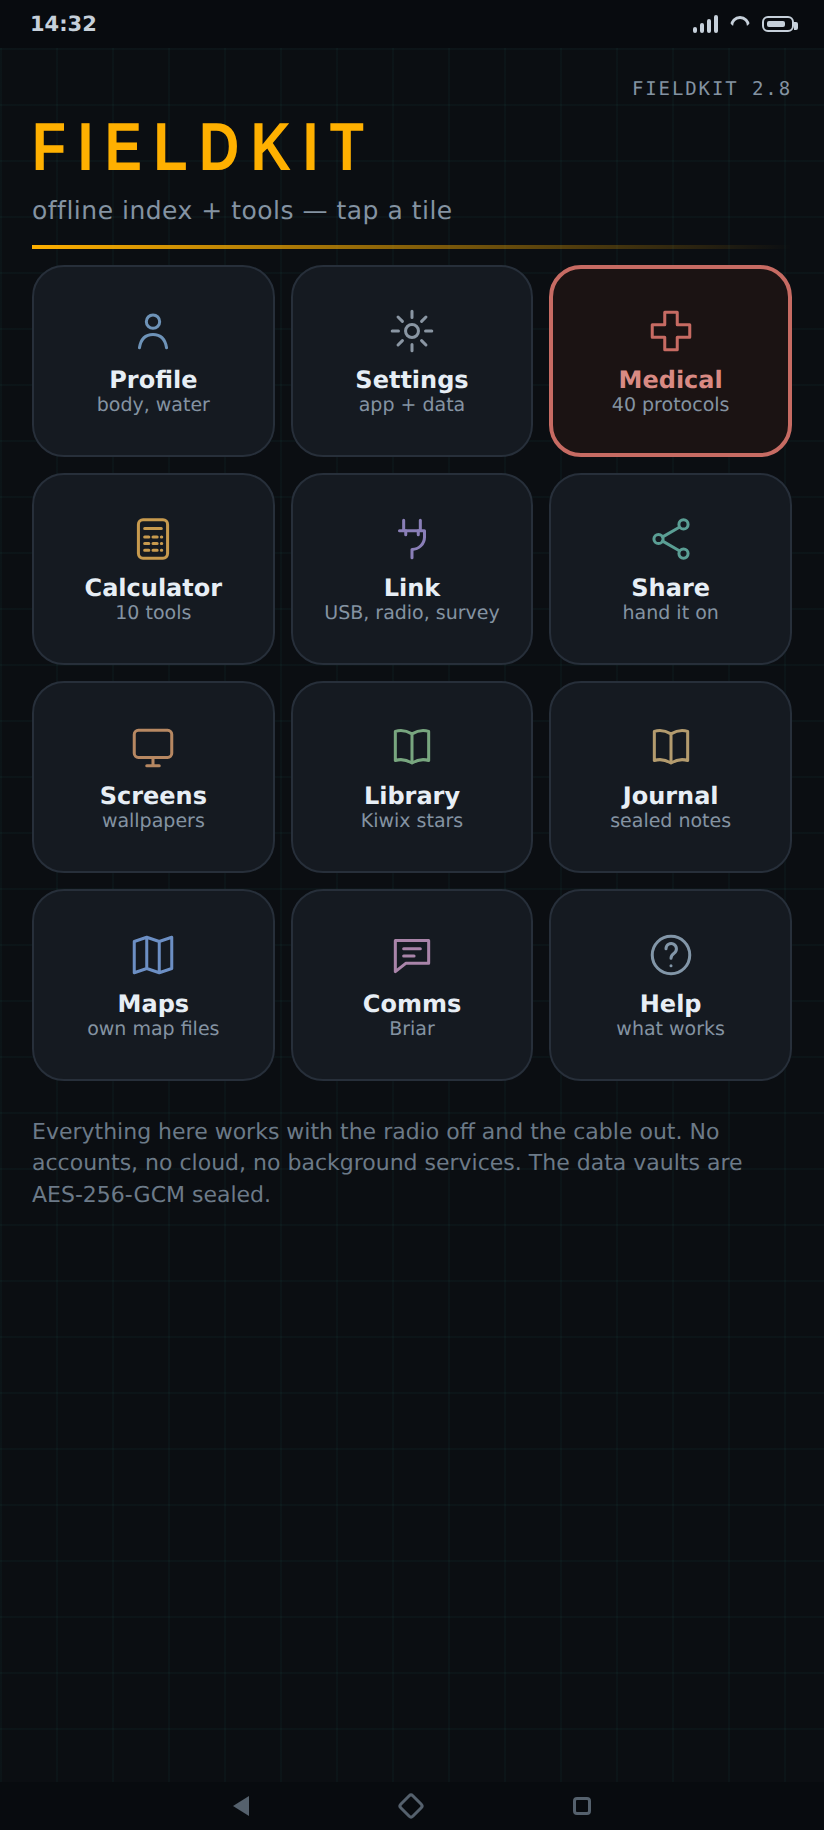 14:32
FIELDKIT 2.8
FIELDKIT
offline index + tools — tap a tile
Profile
body, water
Settings
app + data
Medical
40 protocols
Calculator
10 tools
Link
USB, radio, survey
Share
hand it on
Screens
wallpapers
Library
Kiwix stars
Journal
sealed notes
Maps
own map files
Comms
Briar
Help
what works
Everything here works with the radio off and the cable out. No
accounts, no cloud, no background services. The data vaults are
AES-256-GCM sealed.